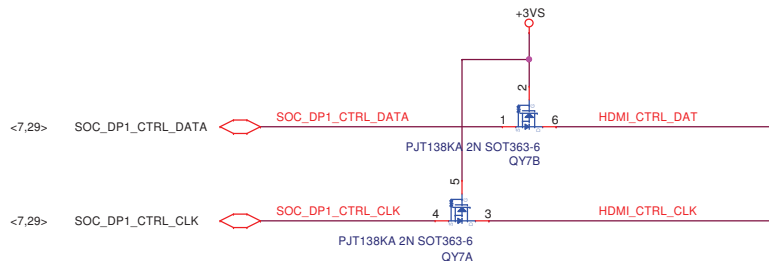 +3VS
2
<7,29> SOC_DP1_CTRL_DATA SOC_DP1_CTRL_DATA 1 6 HDMI_CTRL_DAT
PJT138KA 2N SOT363-6
QY7B
5
<7,29> SOC_DP1_CTRL_CLK SOC_DP1_CTRL_CLK 4 3 HDMI_CTRL_CLK
PJT138KA 2N SOT363-6
QY7A